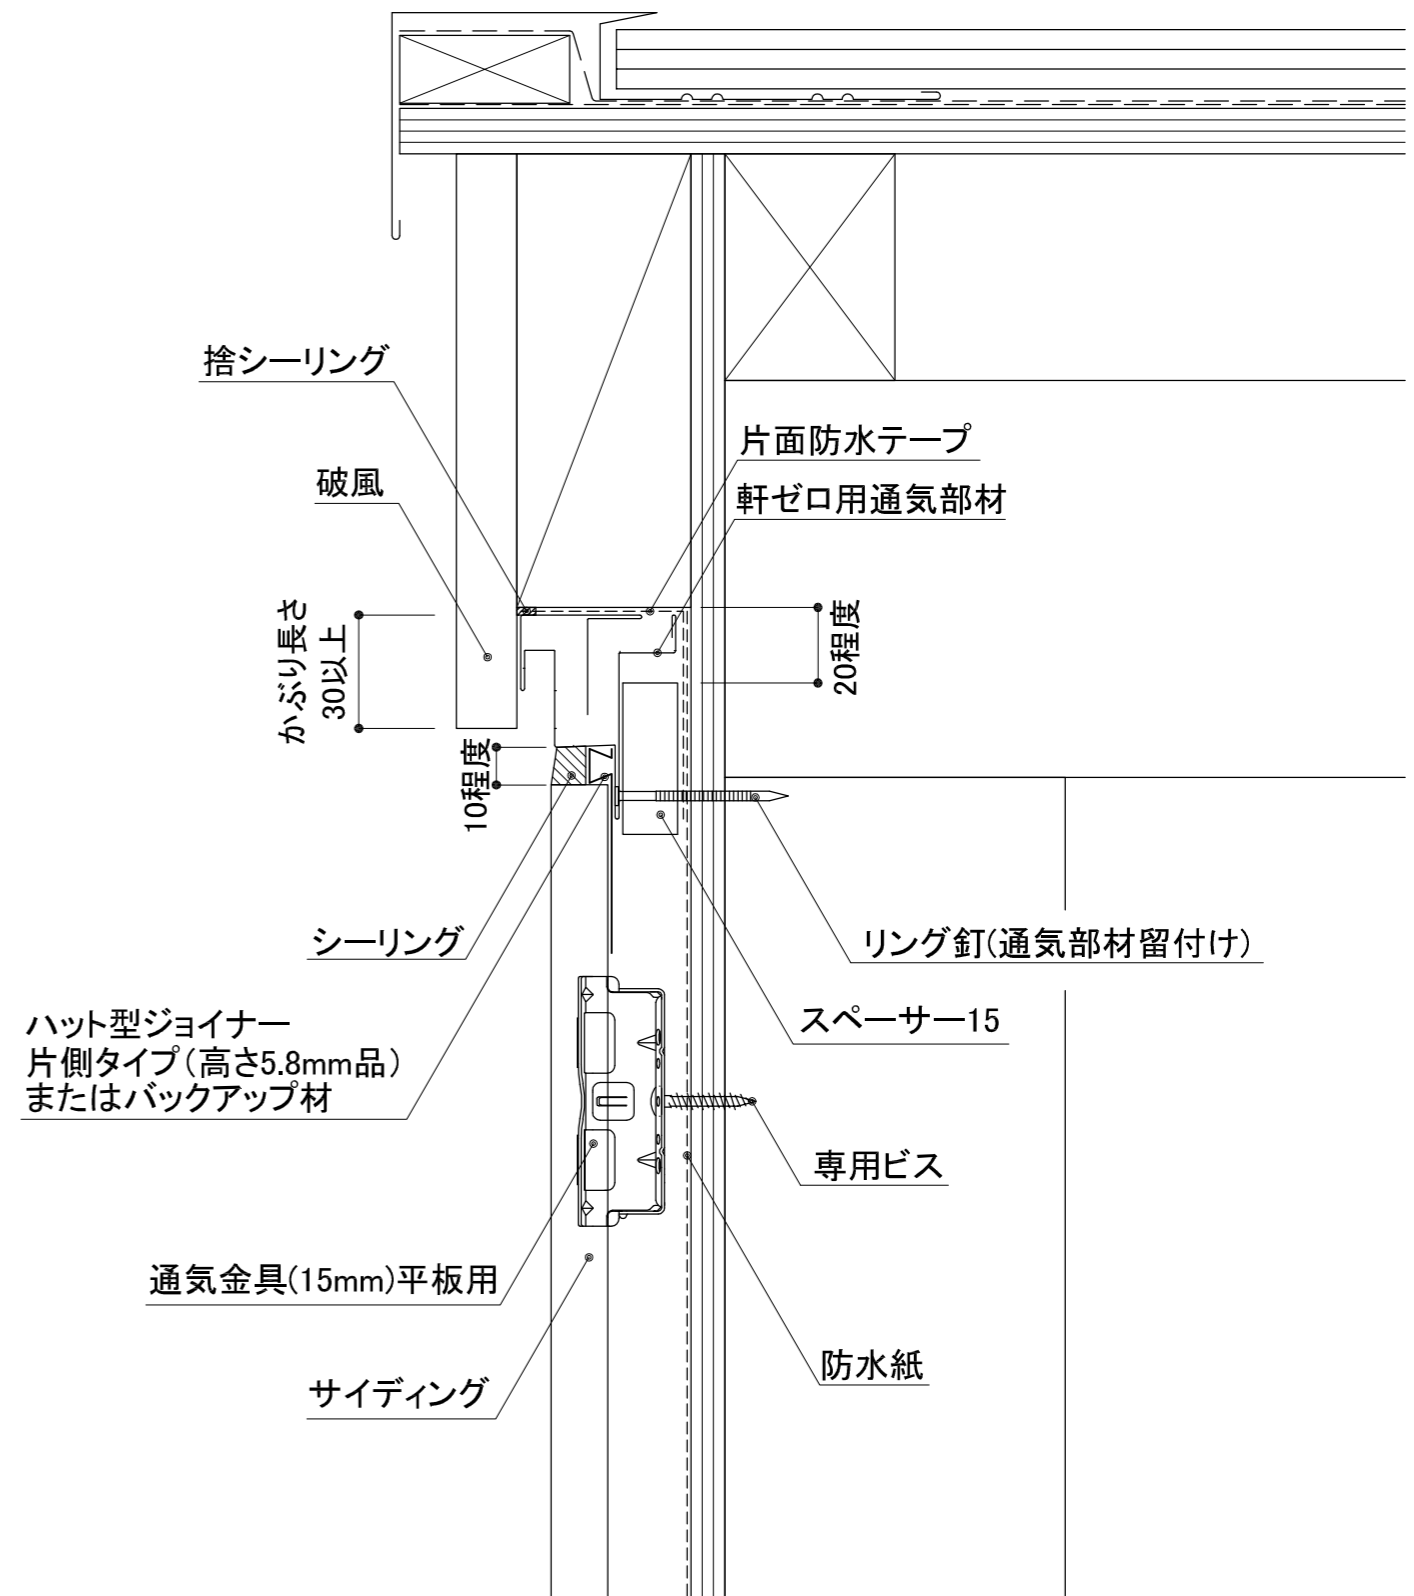 捨シーリング
片面防水テープ
破風
軒ゼロ用通気部材
かぶり長さ
30以上
20程度
10程度
シーリング
リング釘(通気部材留付け)
ハット型ジョイナー
片側タイプ(高さ5.8mm品)
またはバックアップ材
スペーサー15
専用ビス
通気金具(15mm)平板用
防水紙
サイディング